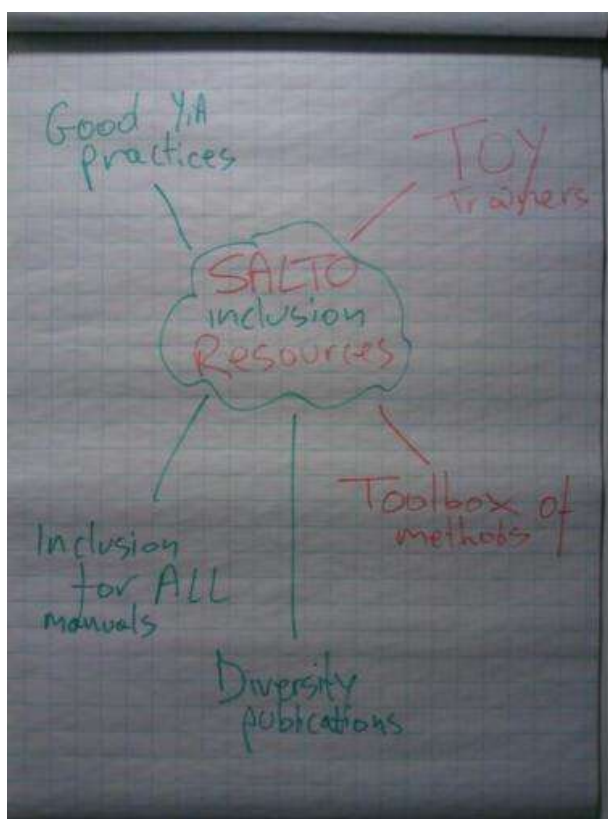 Good YiA
practices
TOY
Trainers
SALTO
inclusion
Resources
Toolbox of
methods
Inclusion
for ALL
manuals
Diversity
publications